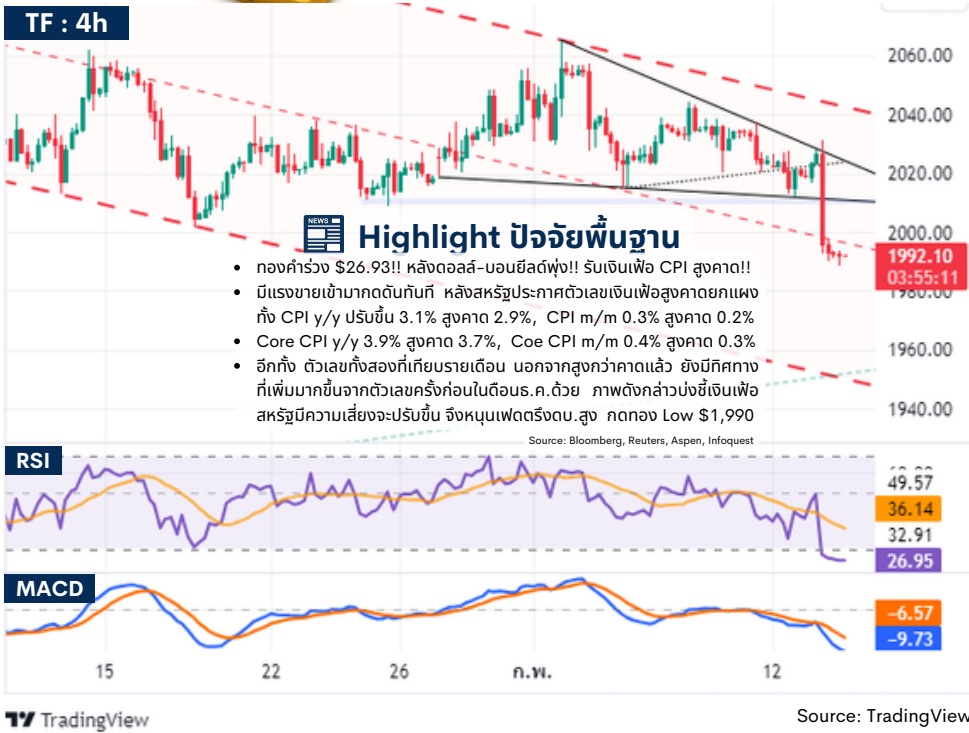 TF : 4h
2060.00
2040.00
2020.00
2000.00
1992.10
03:55:11
1980.00
1960.00
1940.00
NEWS
Highlight ปัจจัยพื้นฐาน
• ทองคำร่วง $26.93!! หลังดอลล์-บอนยีลด์พุ่ง!! รับเงินเฟ้อ CPI สูงคาด!!
• มีแรงขายเข้ามากดดันทันที หลังสหรัฐประกาศตัวเลขเงินเฟ้อสูงคาดยกแผง
ทั้ง CPI y/y ปรับขึ้น 3.1% สูงคาด 2.9%, CPI m/m 0.3% สูงคาด 0.2%
• Core CPI y/y 3.9% สูงคาด 3.7%, Coe CPI m/m 0.4% สูงคาด 0.3%
• อีกทั้ง ตัวเลขทั้งสองที่เทียบรายเดือน นอกจากสูงกว่าคาดแล้ว ยังมีทิศทาง
ที่เพิ่มมากขึ้นจากตัวเลขครั้งก่อนในดือนธ.ค.ด้วย ภาพดังกล่าวบ่งชี้เงินเฟ้อ
สหรัฐมีความเสี่ยงจะปรับขึ้น จึงหนุนเฟดตรึงดบ.สูง กดทอง Low $1,990
Source: Bloomberg, Reuters, Aspen, Infoquest
RSI
49.57
36.14
32.91
26.95
MACD
−6.57
−9.73
15 22 26 ก.พ. 12
TradingView
Source: TradingView